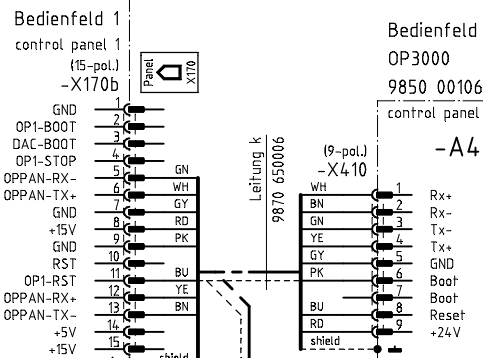 Bedienfeld 1
control panel 1
(15-pol.)
-X170b
Panel
X170
GND 1
OP1-BOOT 2
DAC-BOOT 3
OP1-STOP 4
OPPAN-RX- 5 GN
OPPAN-TX+ 6 WH
GND 7 GY
+15V 8 RD
GND 9 PK
RST 10
OP1-RST 11 BU
OPPAN-RX+ 12 YE
OPPAN-TX- 13 BN
+5V 14
+15V 15
shield
Leitung k
9870 650006
Bedienfeld
OP3000
9850 00106
control panel
-A4
(9-pol.)
-X410
WH 1 Rx+
BN 2 Rx-
GN 3 Tx-
YE 4 Tx+
GY 5 GND
PK 6 Boot
7 Boot
BU 8 Reset
RD 9 +24V
shield